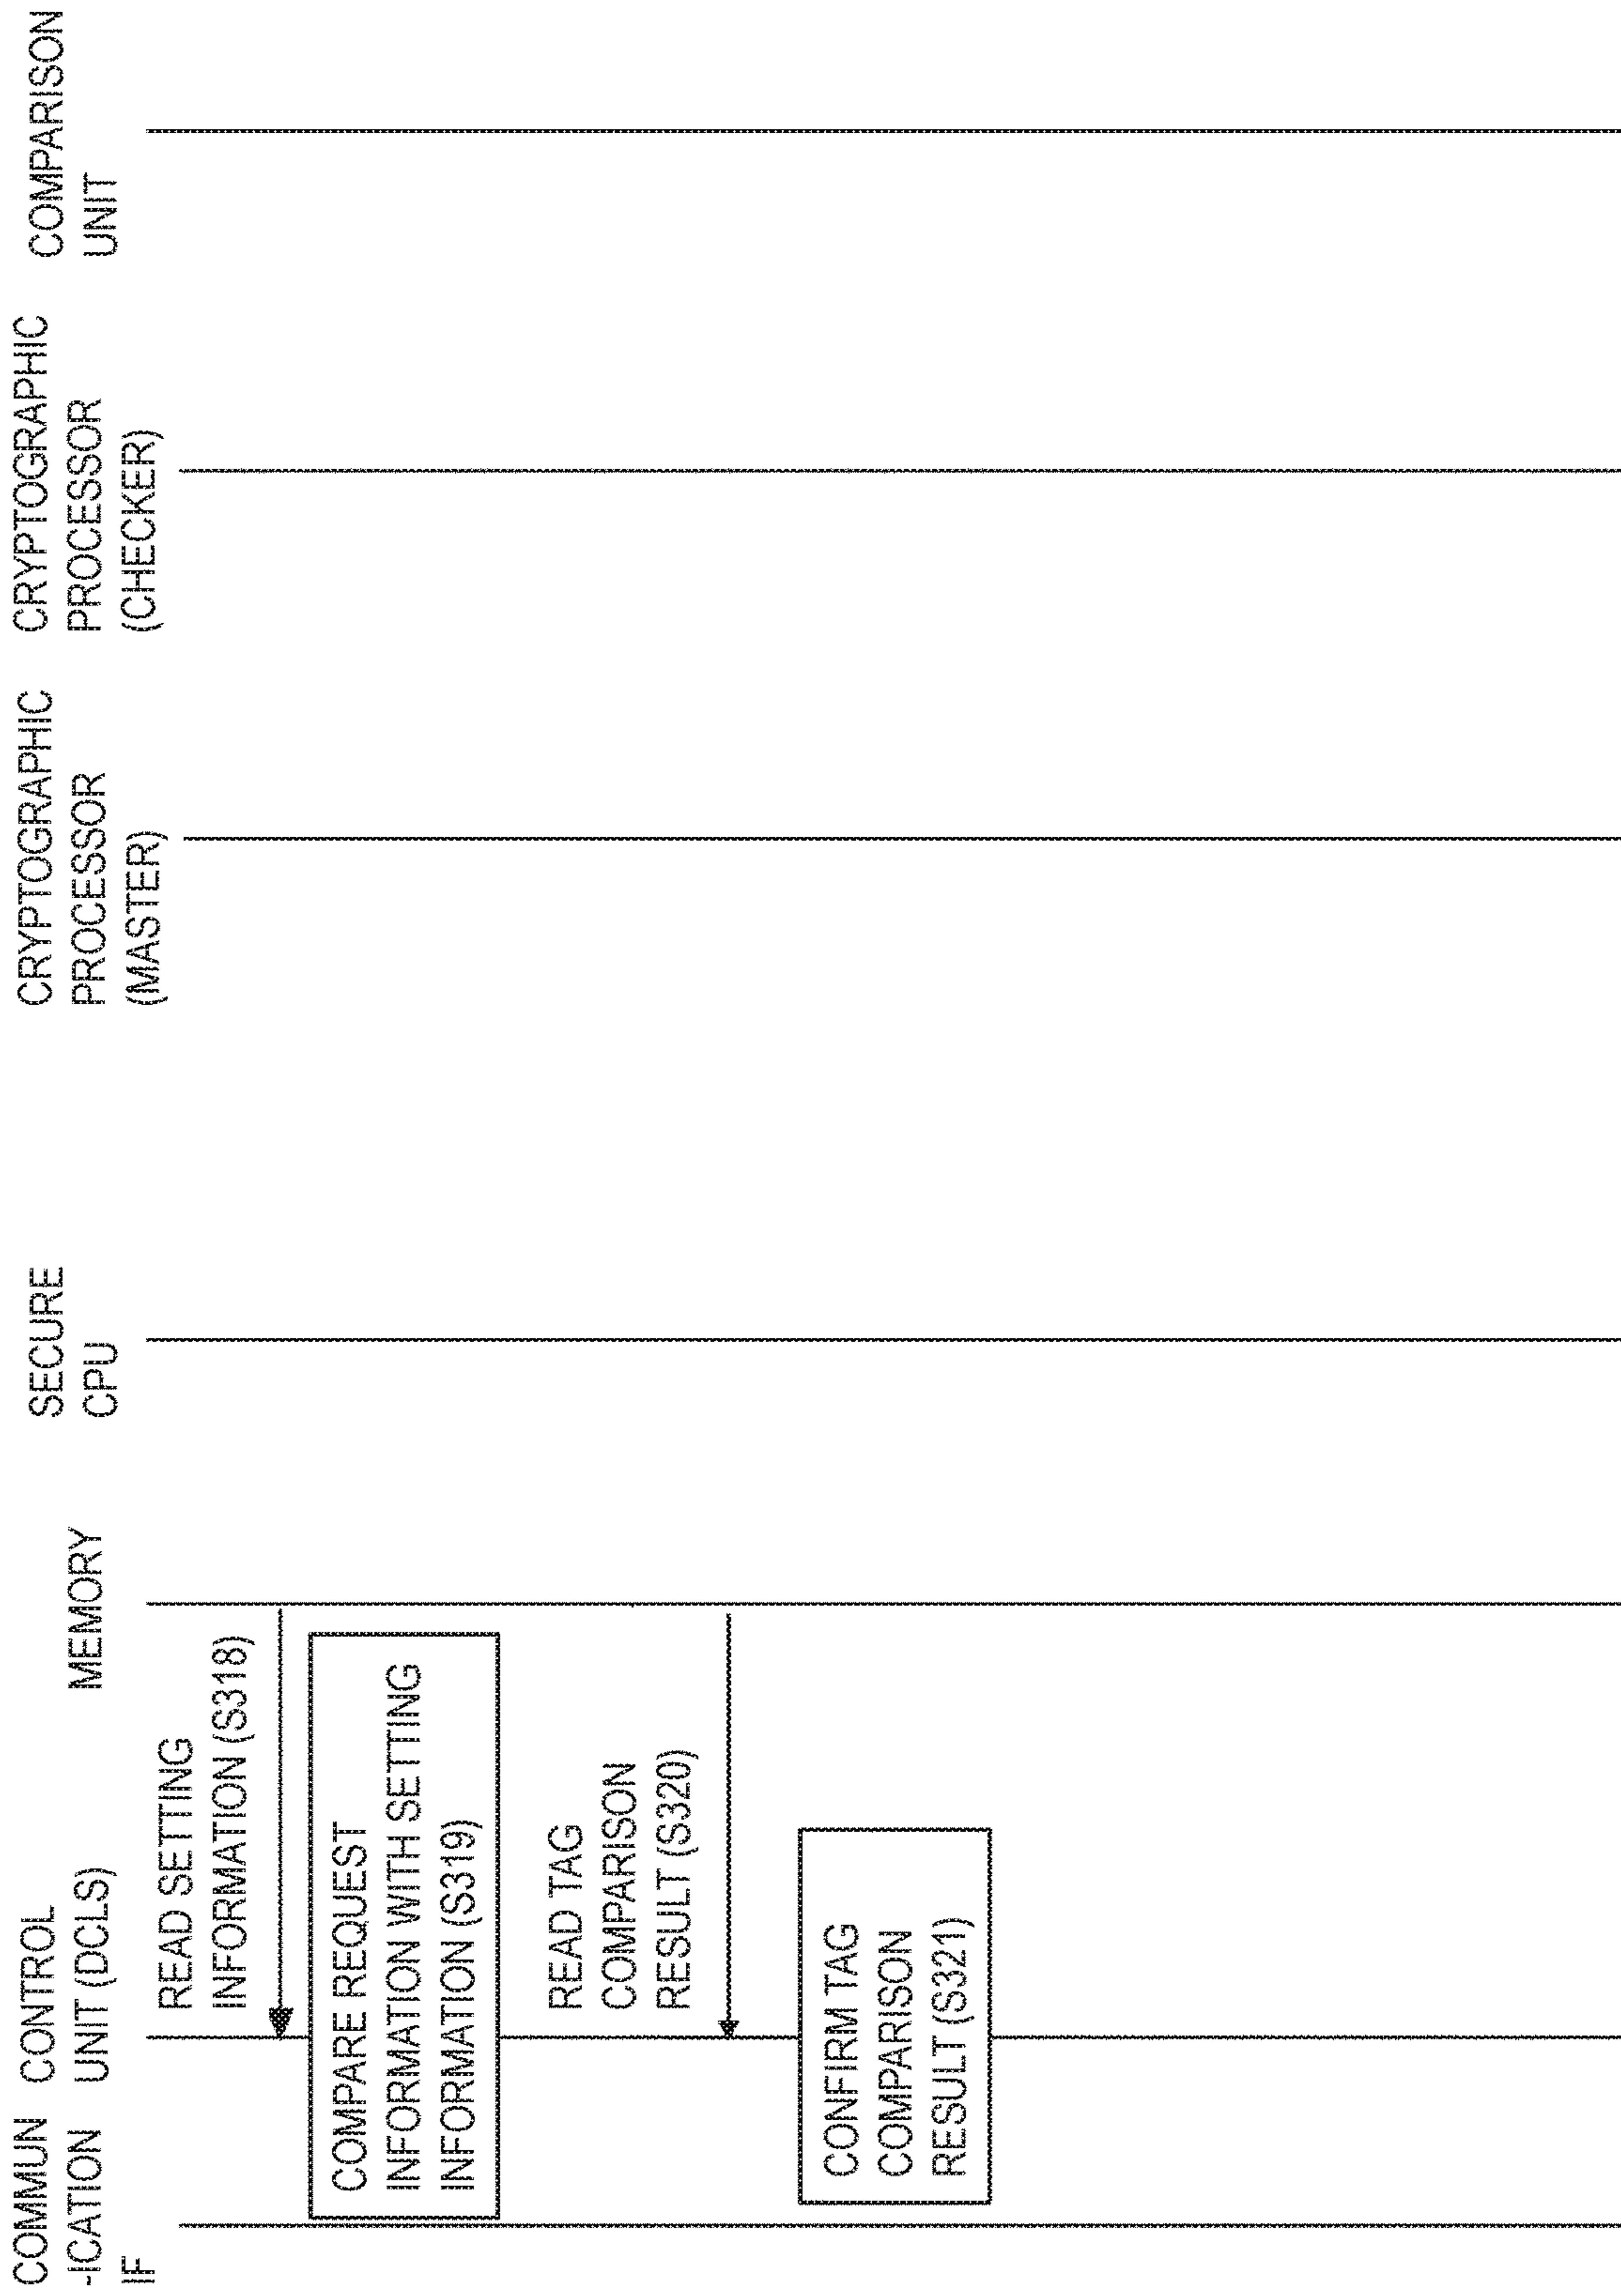 COMMUN
-ICATION
IF
CONTROL
UNIT (DCLS)
MEMORY
SECURE
CPU
CRYPTOGRAPHIC
PROCESSOR
(MASTER)
CRYPTOGRAPHIC
PROCESSOR
(CHECKER)
COMPARISON
UNIT
READ SETTING
INFORMATION (S318)
COMPARE REQUEST
INFORMATION WITH SETTING
INFORMATION (S319)
READ TAG
COMPARISON
RESULT (S320)
CONFIRM TAG
COMPARISON
RESULT (S321)